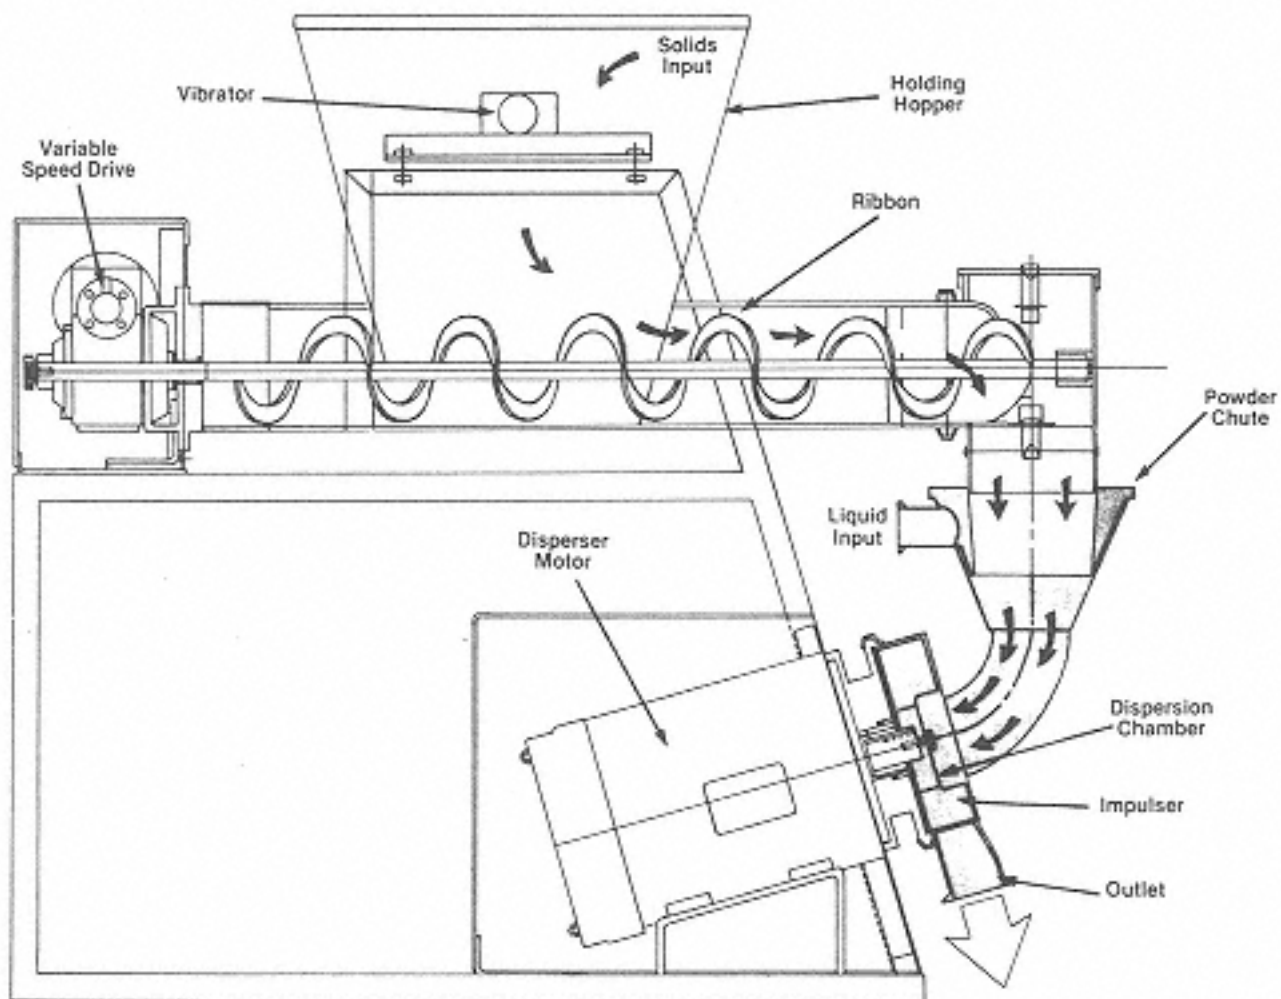 Solids
Input
Vibrator
Holding
Hopper
Variable
Speed Drive
Ribbon
Powder
Chute
Liquid
Input
Disperser
Motor
Dispersion
Chamber
Impulser
Outlet